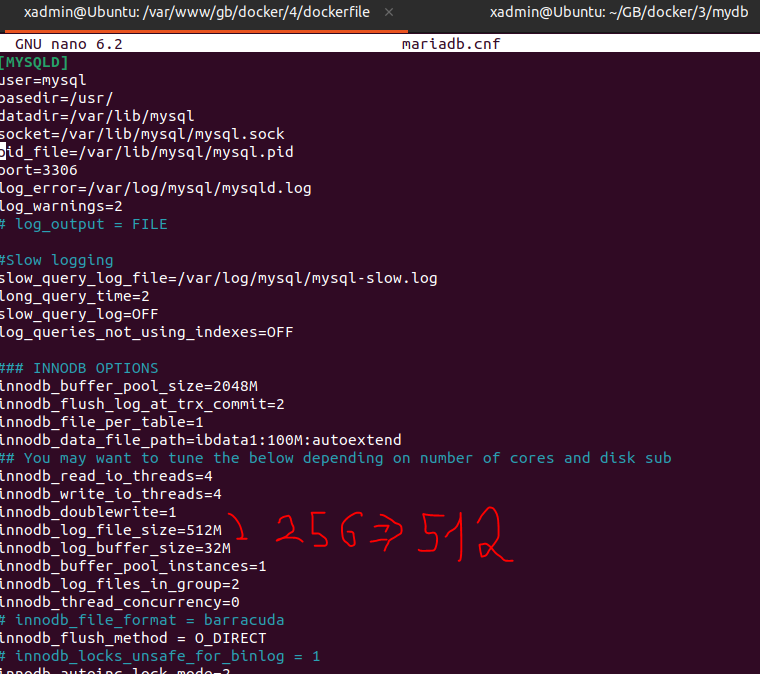 xadmin@Ubuntu: /var/www/gb/docker/4/dockerfile × xadmin@Ubuntu: ~/GB/docker/3/mydb
GNU nano 6.2 mariadb.cnf
[MYSQLD]
user=mysql
basedir=/usr/
datadir=/var/lib/mysql
socket=/var/lib/mysql/mysql.sock
pid_file=/var/lib/mysql/mysql.pid
port=3306
log_error=/var/log/mysql/mysqld.log
log_warnings=2
# log_output = FILE
#Slow logging
slow_query_log_file=/var/log/mysql/mysql-slow.log
long_query_time=2
slow_query_log=OFF
log_queries_not_using_indexes=OFF
### INNODB OPTIONS
innodb_buffer_pool_size=2048M
innodb_flush_log_at_trx_commit=2
innodb_file_per_table=1
innodb_data_file_path=ibdata1:100M:autoextend
## You may want to tune the below depending on number of cores and disk sub
innodb_read_io_threads=4
innodb_write_io_threads=4
innodb_doublewrite=1
innodb_log_file_size=512M 256 => 512
innodb_log_buffer_size=32M
innodb_buffer_pool_instances=1
innodb_log_files_in_group=2
innodb_thread_concurrency=0
# innodb_file_format = barracuda
innodb_flush_method = O_DIRECT
# innodb_locks_unsafe_for_binlog = 1
innodb_autoinc_lock_mode=2